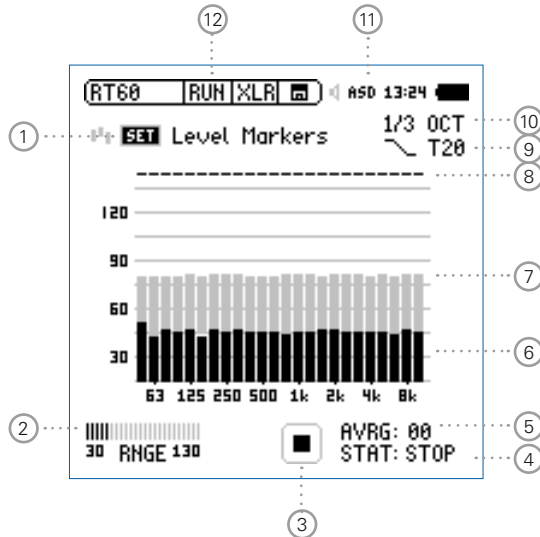 12
11
RT60 RUN XLR ASD 13:24
1 SET Level Markers 1/3 OCT 10
T20 9
8
120
90
7
60
6
30
63 125 250 500 1k 2k 4k 8k
2 AVRG: 00 5
30 RNGE 130 STAT: STOP 4
3